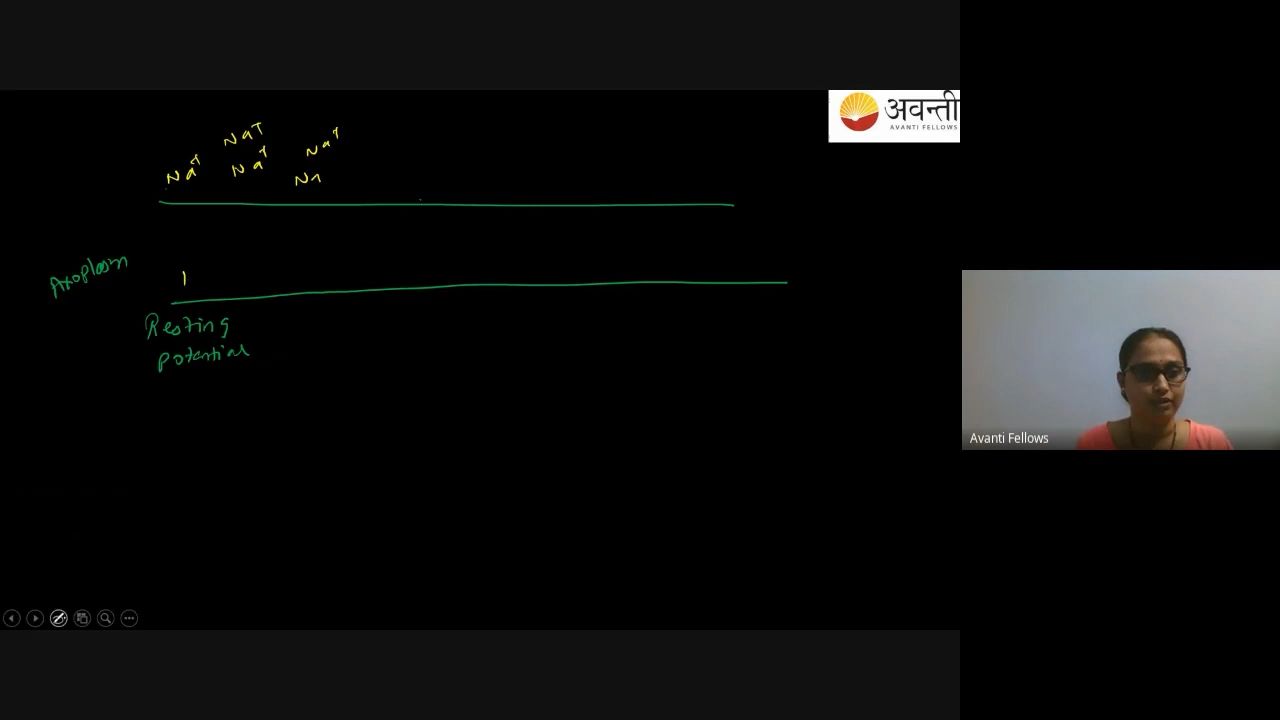 अवन्ती
AVANTI FELLOWS
Na+
Na+ Na+ Na+
Na
Axoplasm
Resting
potential
Avanti Fellows